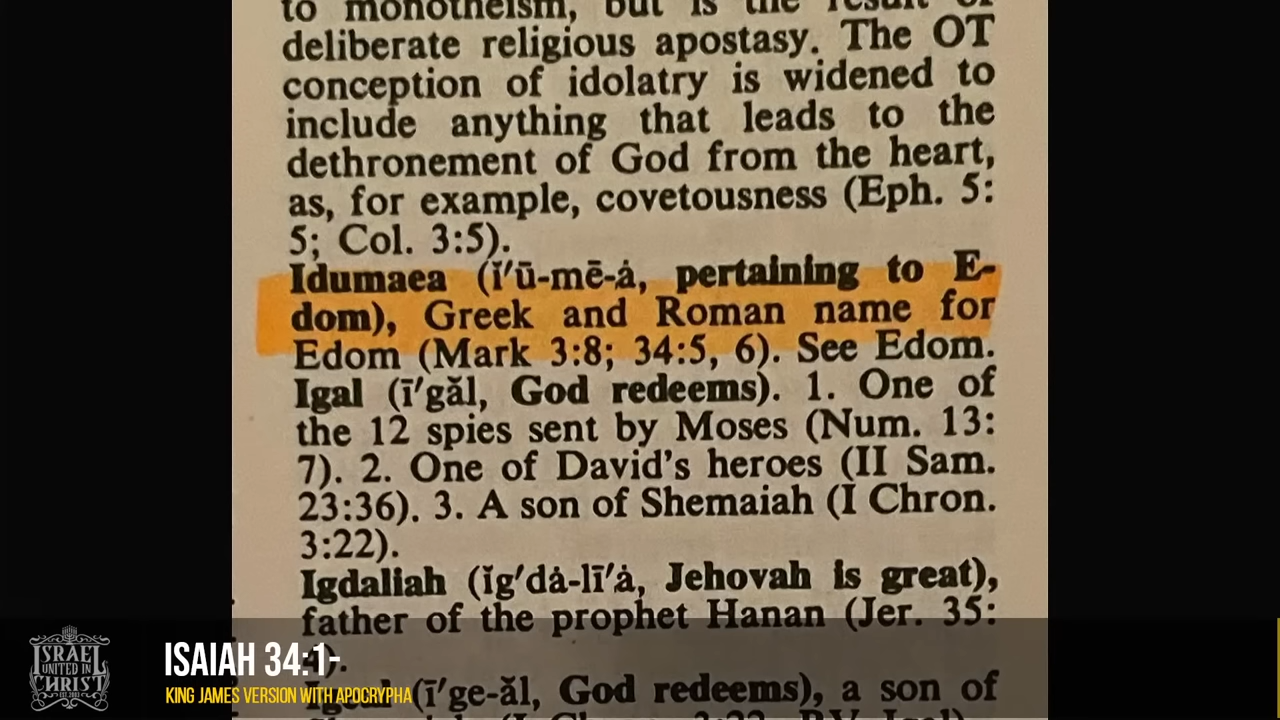 to monotheism, but is the result of
deliberate religious apostasy. The OT
conception of idolatry is widened to
include anything that leads to the
dethronement of God from the heart,
as, for example, covetousness (Eph. 5:
5; Col. 3:5).
Idumaea (ĭ′ū-mē-ȧ, pertaining to E-
dom), Greek and Roman name for
Edom (Mark 3:8; 34:5, 6). See Edom.
Igal (ī′găl, God redeems). 1. One of
the 12 spies sent by Moses (Num. 13:
7). 2. One of David's heroes (II Sam.
23:36). 3. A son of Shemaiah (I Chron.
3:22).
Igdaliah (ĭg′dȧ-lī′ȧ, Jehovah is great),
father of the prophet Hanan (Jer. 35:
4).
(ī′ge-ăl, God redeems), a son of
ISRAEL
UNITED IN
CHRIST
ISAIAH 34:1-
KING JAMES VERSION WITH APOCRYPHA